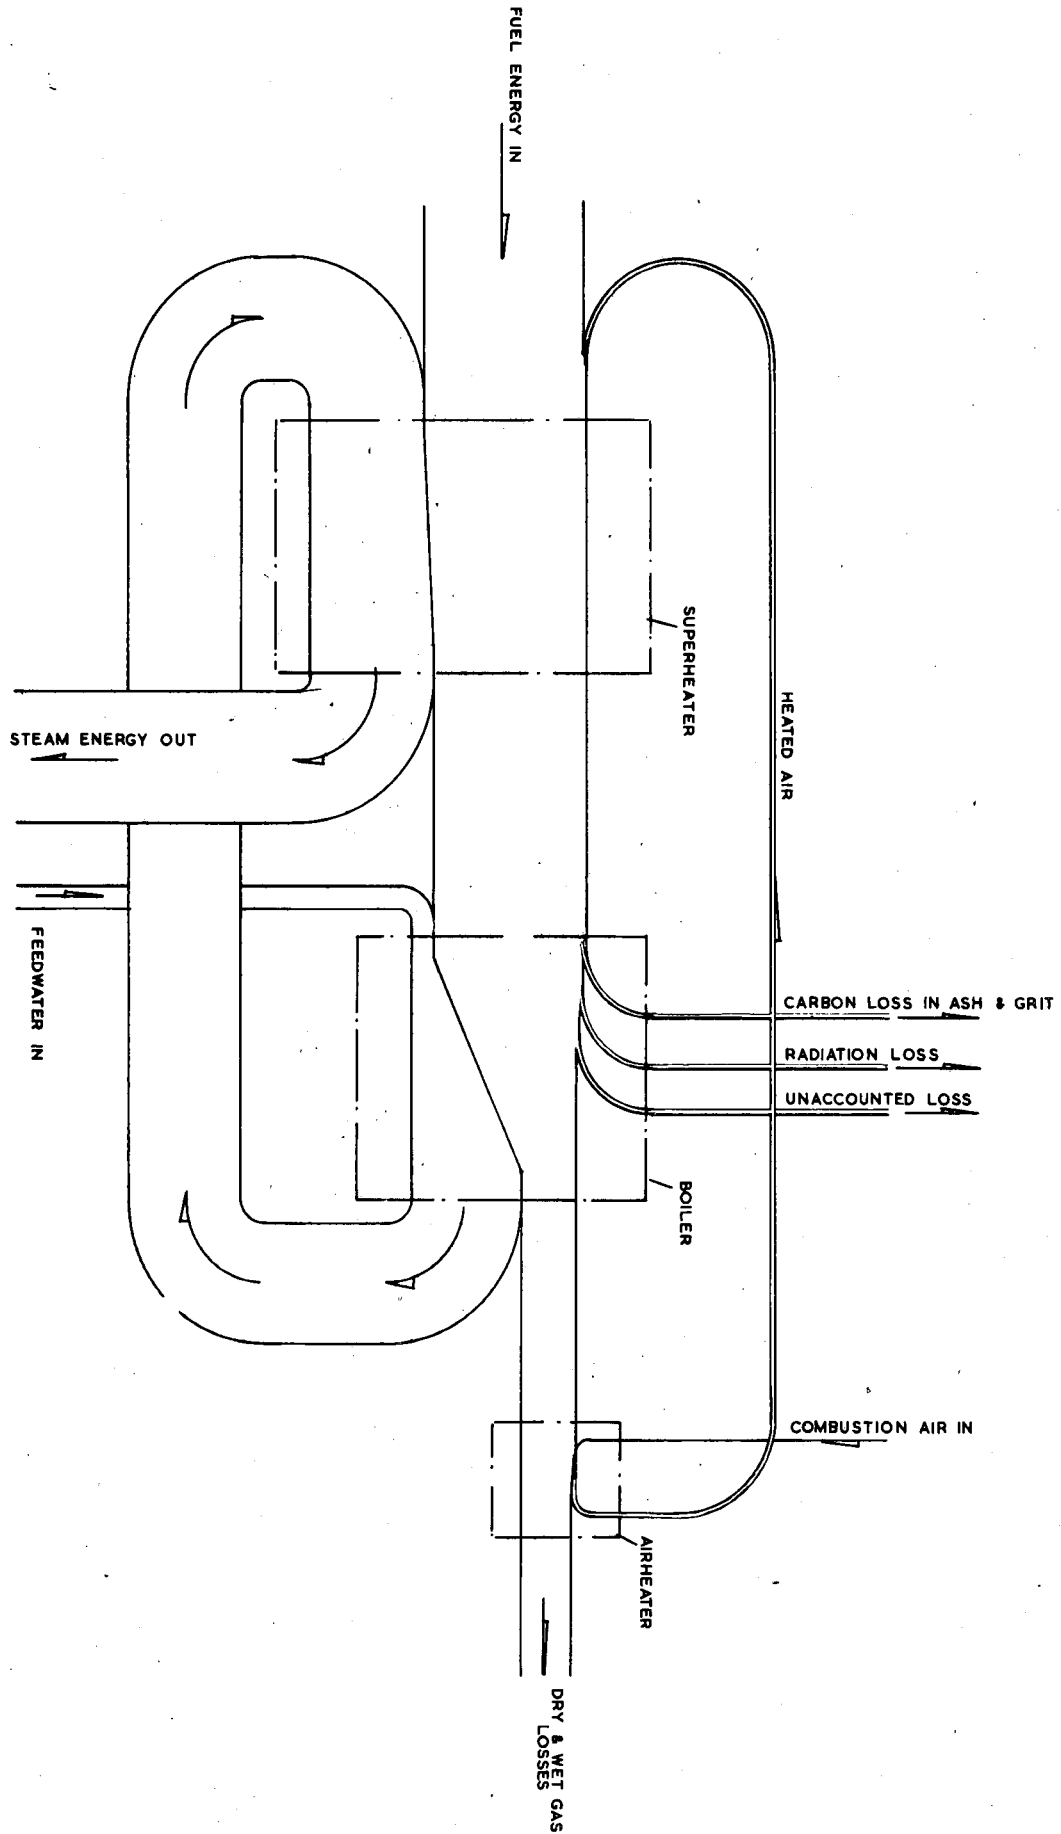 FUEL ENERGY IN
SUPERHEATER
HEATED AIR
STEAM ENERGY OUT
FEEDWATER IN
CARBON LOSS IN ASH & GRIT
RADIATION LOSS
UNACCOUNTED LOSS
BOILER
COMBUSTION AIR IN
AIRHEATER
DRY & WET GAS
LOSSES